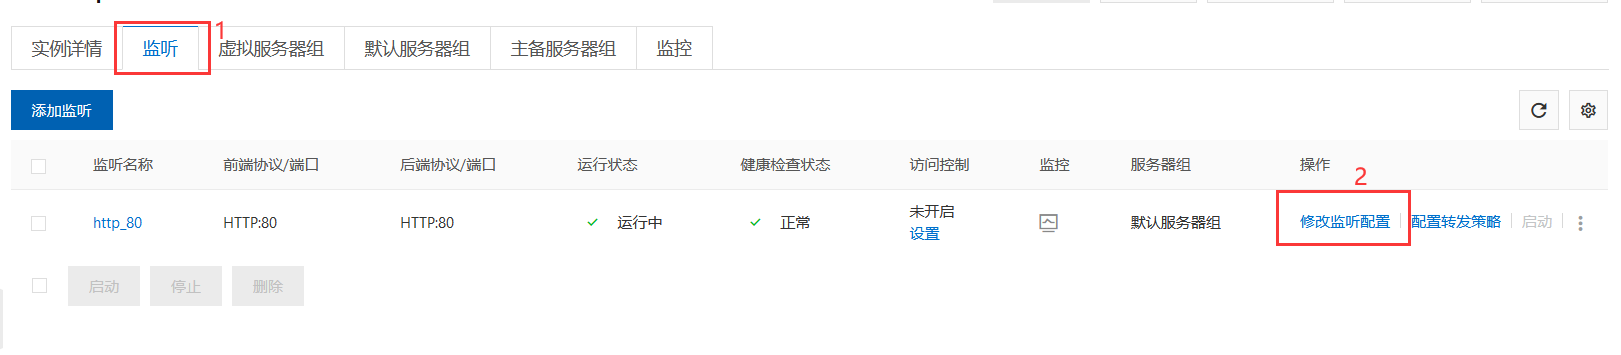 1
实例详情 监听 虚拟服务器组 默认服务器组 主备服务器组 监控
添加监听
监听名称 前端协议/端口 后端协议/端口 运行状态 健康检查状态 访问控制 监控 服务器组 操作
2
http_80 HTTP:80 HTTP:80 运行中 正常 未开启 默认服务器组 修改监听配置 配置转发策略 启动
设置
启动 停止 删除